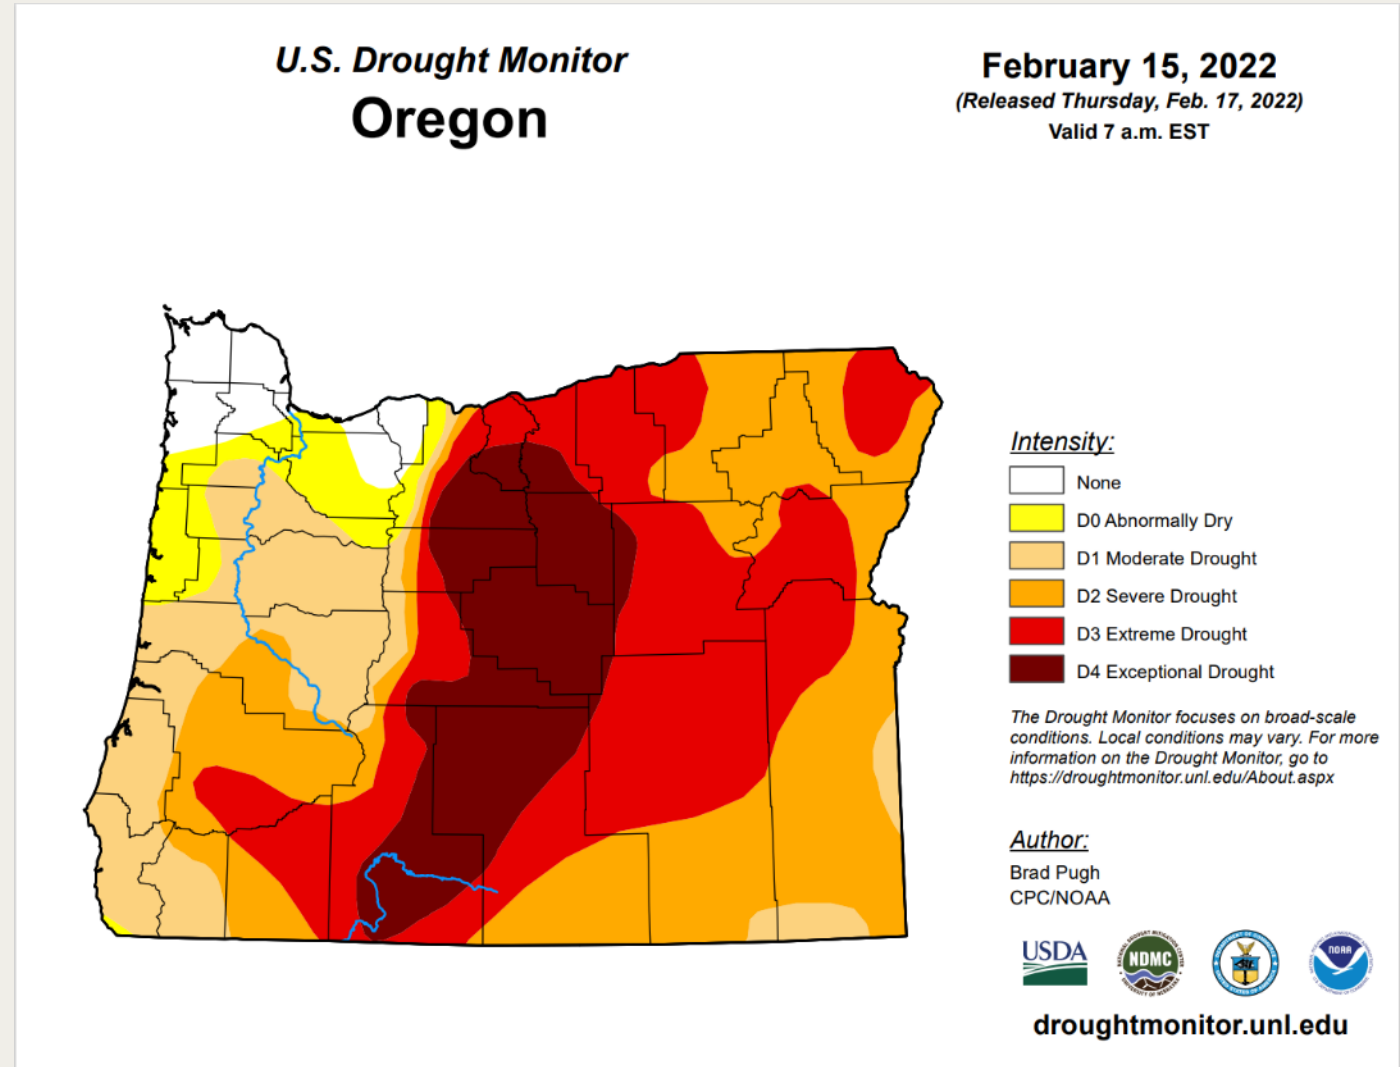 U.S. Drought Monitor
Oregon
February 15, 2022
(Released Thursday, Feb. 17, 2022)
Valid 7 a.m. EST
Intensity:
None
D0 Abnormally Dry
D1 Moderate Drought
D2 Severe Drought
D3 Extreme Drought
D4 Exceptional Drought
The Drought Monitor focuses on broad-scale
conditions. Local conditions may vary. For more
information on the Drought Monitor, go to
https://droughtmonitor.unl.edu/About.aspx
Author:
Brad Pugh
CPC/NOAA
USDA
NDMC
NOAA
droughtmonitor.unl.edu